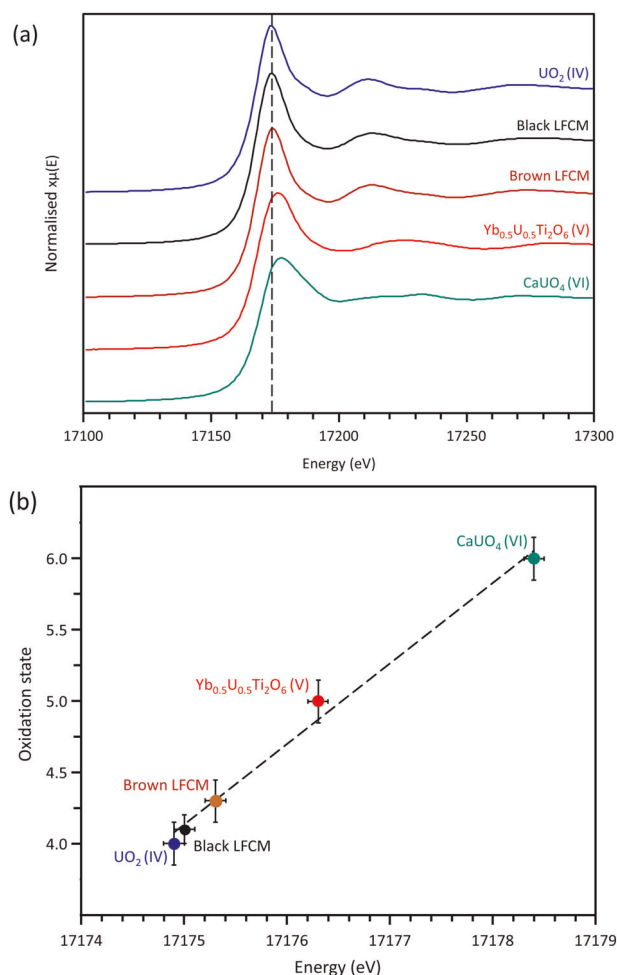 (a)
Normalised xμ(E)
UO₂ (IV)
Black LFCM
Brown LFCM
Yb₀.₅U₀.₅Ti₂O₆ (V)
CaUO₄ (VI)
17100 17150 17200 17250 17300
Energy (eV)
(b)
Oxidation state
6.0
5.0
4.5
4.0
CaUO₄ (VI)
Yb₀.₅U₀.₅Ti₂O₆ (V)
Brown LFCM
Black LFCM
UO₂ (IV)
17174 17175 17176 17177 17178 17179
Energy (eV)